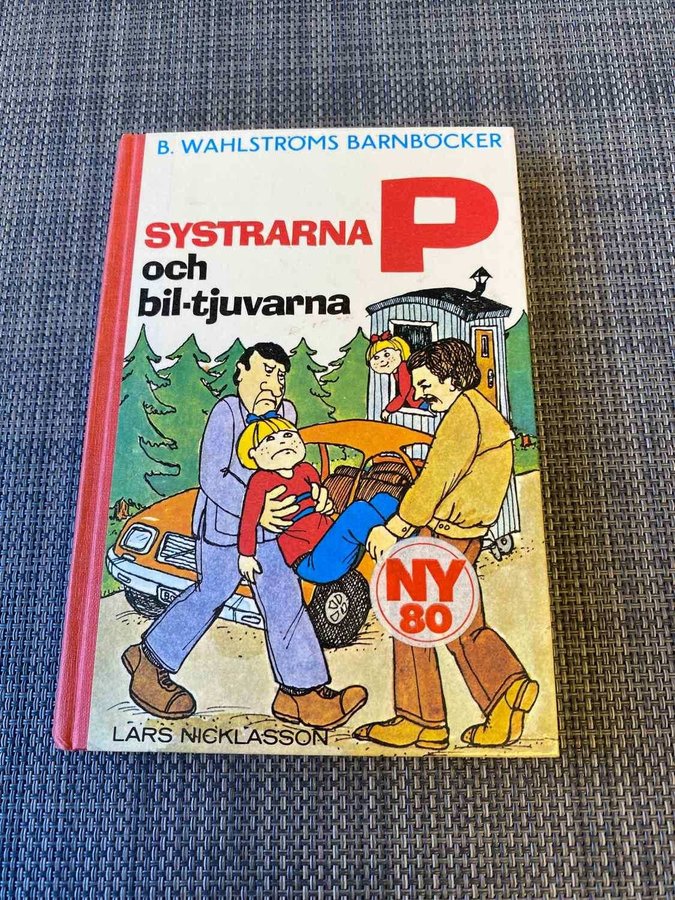 B. WAHLSTRÖMS BARNBÖCKER
SYSTRARNA P
och
bil-tjuvarna
NY
80
LARS NICKLASSON